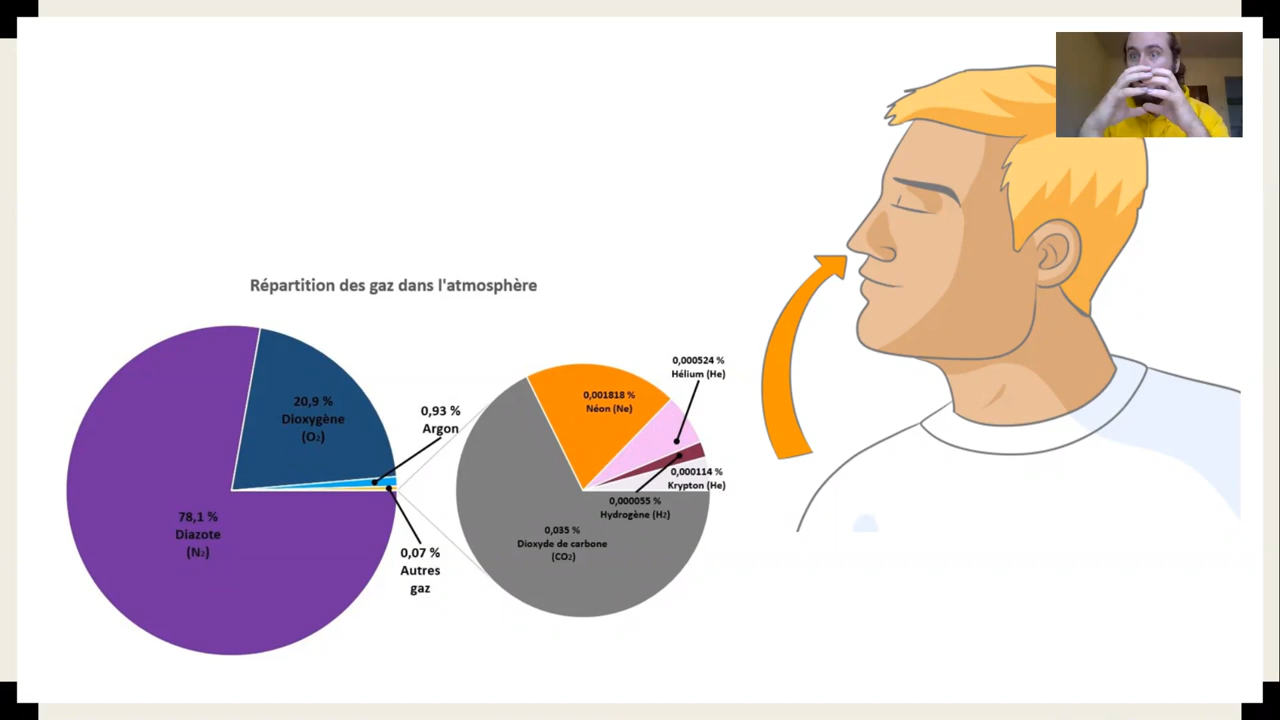 Répartition des gaz dans l'atmosphère
20,9 %
Dioxygène
(O₂)
0,93 %
Argon
78,1 %
Diazote
(N₂)
0,07 %
Autres
gaz
0,000524 %
Hélium (He)
0,001818 %
Néon (Ne)
0,000114 %
Krypton (He)
0,000055 %
Hydrogène (H₂)
0,035 %
Dioxyde de carbone
(CO₂)